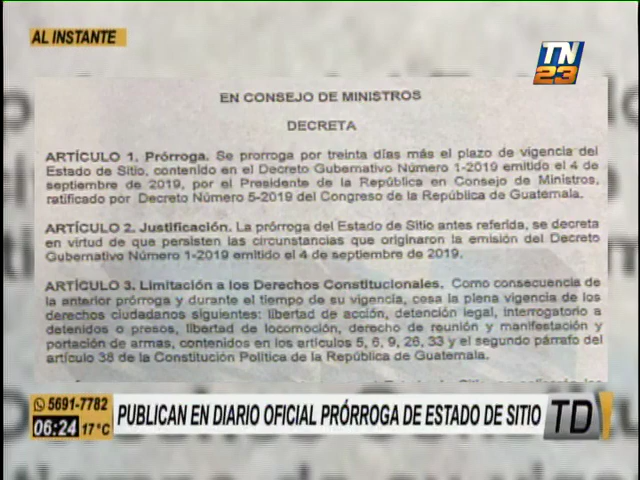 AL INSTANTE
TN
23
EN CONSEJO DE MINISTROS
DECRETA
ARTÍCULO 1. Prórroga. Se prorroga por treinta días más el plazo de vigencia del
Estado de Sitio, contenido en el Decreto Gubernativo Número 1-2019 emitido el 4 de
septiembre de 2019, por el Presidente de la República en Consejo de Ministros,
ratificado por Decreto Número 5-2019 del Congreso de la República de Guatemala.
ARTÍCULO 2. Justificación. La prórroga del Estado de Sitio antes referida, se decreta
en virtud de que persisten las circunstancias que originaron la emisión del Decreto
Gubernativo Número 1-2019 emitido el 4 de septiembre de 2019.
ARTÍCULO 3. Limitación a los Derechos Constitucionales. Como consecuencia de
la anterior prórroga y durante el tiempo de su vigencia, cesa la plena vigencia de los
derechos ciudadanos siguientes: libertad de acción, detención legal, interrogatorio a
detenidos o presos, libertad de locomoción, derecho de reunión y manifestación y
portación de armas, contenidos en los artículos 5, 6, 9, 26, 33 y el segundo párrafo del
artículo 38 de la Constitución Política de la República de Guatemala.
5691-7782
PUBLICAN EN DIARIO OFICIAL PRÓRROGA DE ESTADO DE SITIO
TD
06:24 17°C